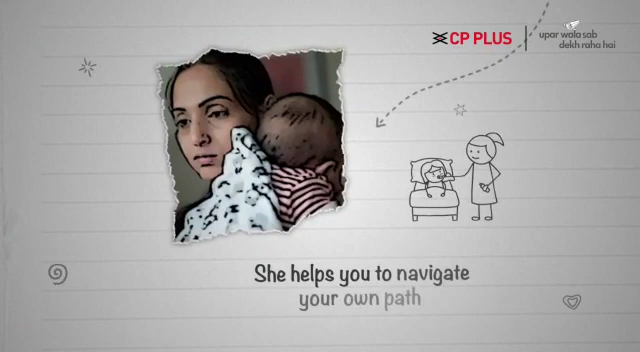 CP PLUS
upar wala sab
dekh raha hai
She helps you to navigate
your own path